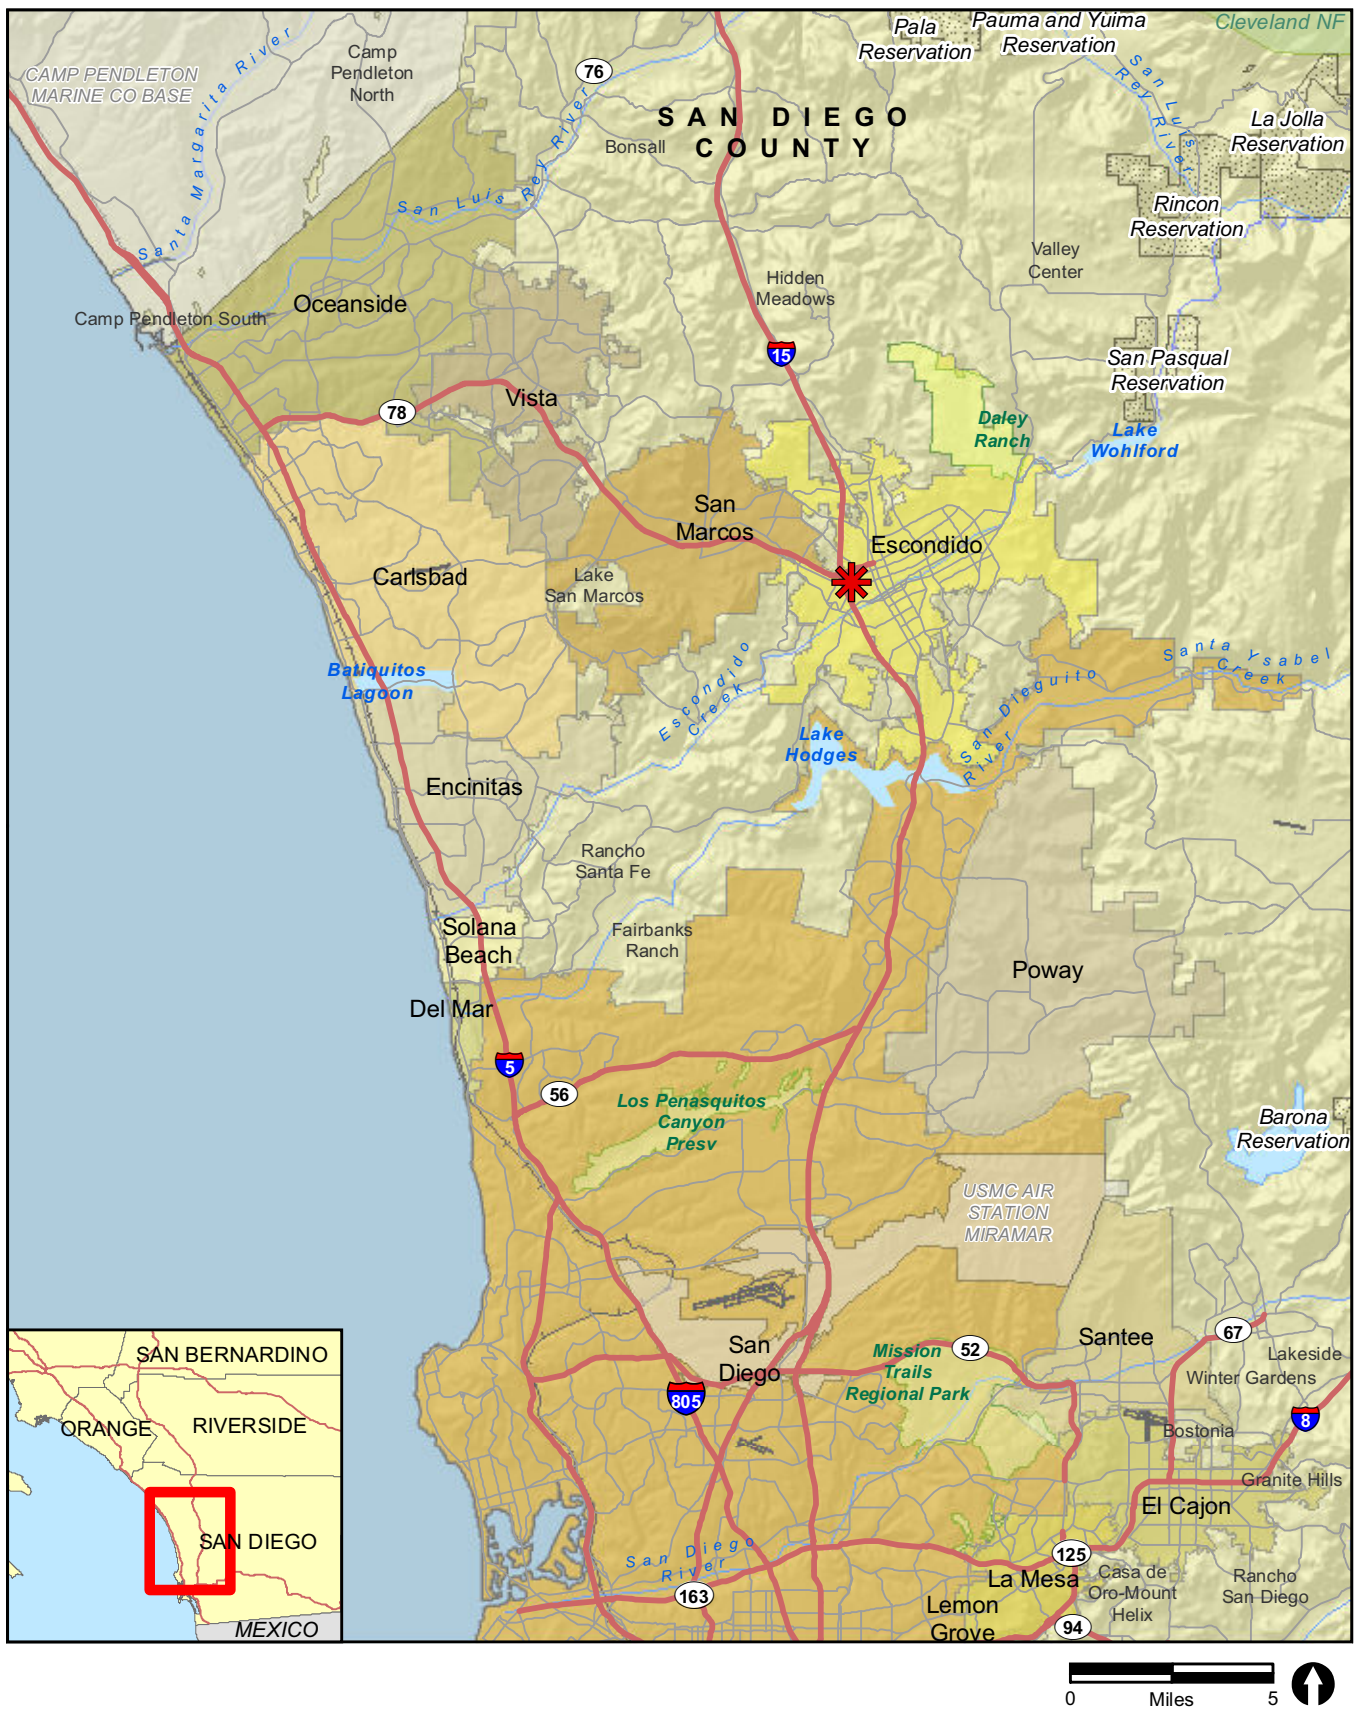 Pala
Reservation
Pauma and Yuima
Reservation
Cleveland NF
CAMP PENDLETON
MARINE CO BASE
Santa Margarita River
Camp
Pendleton
North
76
San Luis
Rey River
SAN DIEGO
COUNTY
Bonsall
La Jolla
Reservation
San Luis Rey River
Rincon
Reservation
Valley
Center
Hidden
Meadows
Oceanside
Camp Pendleton South
15
San Pasqual
Reservation
78
Vista
Daley
Ranch
Lake
Wohlford
San
Marcos
Escondido
Carlsbad
Lake
San Marcos
Batiquitos
Lagoon
Escondido
Creek
Santa Ysabel
Creek
San Dieguito
River
Lake
Hodges
Encinitas
Rancho
Santa Fe
Solana
Beach
Fairbanks
Ranch
Poway
Del Mar
5
56
Los Penasquitos
Canyon
Presv
Barona
Reservation
USMC AIR
STATION
MIRAMAR
San
Diego
Mission
Trails
Regional Park
52
Santee
67
Lakeside
Winter Gardens
805
8
Bostonia
Granite Hills
El Cajon
San Diego
River
163
125
La Mesa
Casa de
Oro-Mount
Helix
Rancho
San Diego
Lemon
Grove
94
SAN BERNARDINO
ORANGE
RIVERSIDE
SAN DIEGO
MEXICO
0
Miles
5